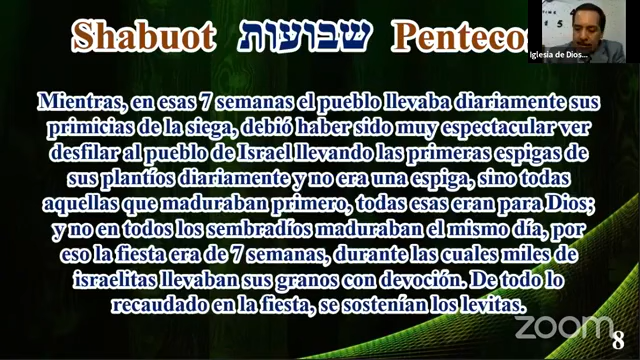 Shabuot שבועות Pentecos
Iglesia de Dios...
5
Mientras, en esas 7 semanas el pueblo llevaba diariamente sus
primicias de la siega, debió haber sido muy espectacular ver
desfilar al pueblo de Israel llevando las primeras espigas de
sus plantíos diariamente y no era una espiga, sino todas
aquellas que maduraban primero, todas esas eran para Dios;
y no en todos los sembradíos maduraban el mismo día, por
eso la fiesta era de 7 semanas, durante las cuales miles de
israelitas llevaban sus granos con devoción. De todo lo
recaudado en la fiesta, se sostenían los levitas.
zoom
8